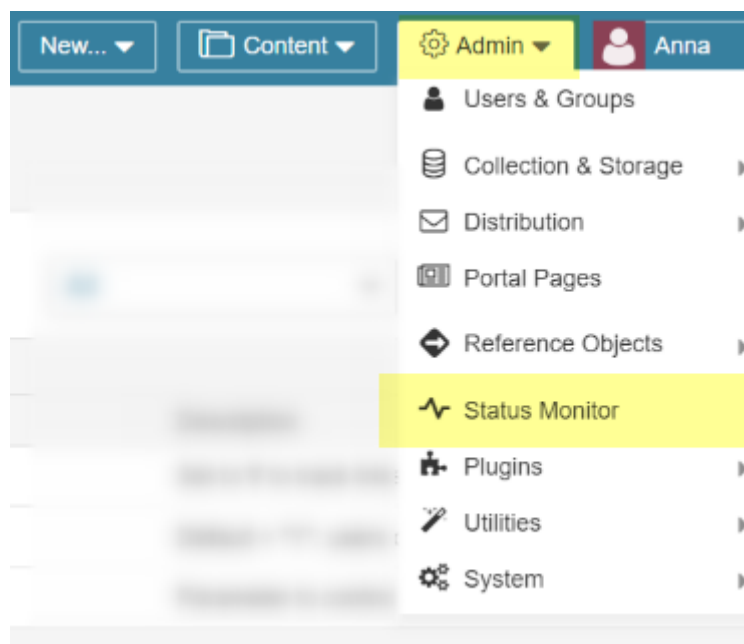 New... Content Admin Anna
Users & Groups
Collection & Storage
Distribution
Portal Pages
Reference Objects
Status Monitor
Plugins
Utilities
System